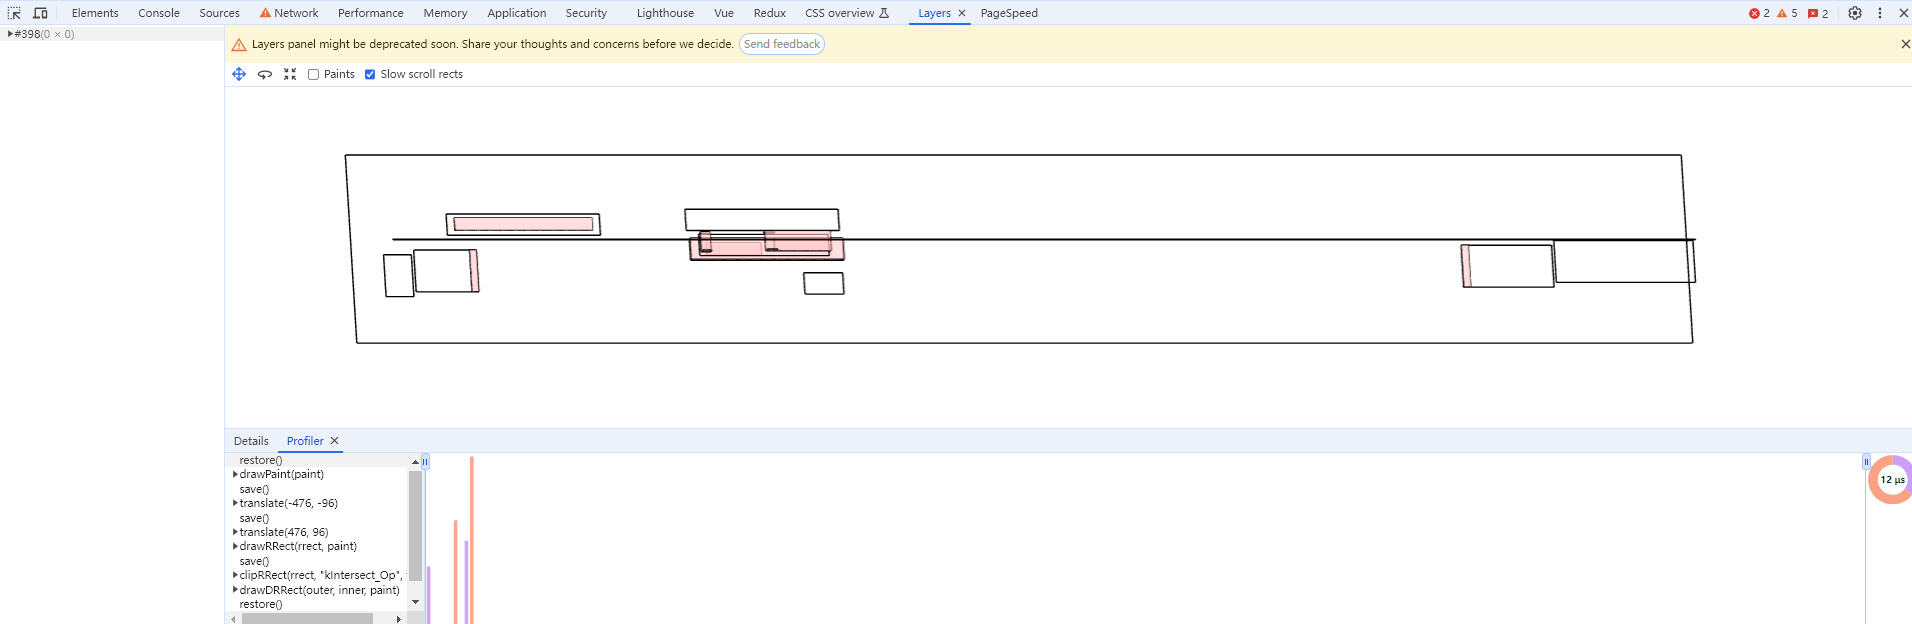 Elements Console Sources Network Performance Memory Application Security Lighthouse Vue Redux CSS overview Layers PageSpeed 2 5 2
#398(0 × 0)
Layers panel might be deprecated soon. Share your thoughts and concerns before we decide. Send feedback
Paints Slow scroll rects
Details Profiler
restore()
drawPaint(paint)
save()
translate(-476, -96)
save()
translate(476, 96)
drawRRect(rrect, paint)
save()
clipRRect(rrect, "kIntersect_Op",
drawDRRect(outer, inner, paint)
restore()
12 µs